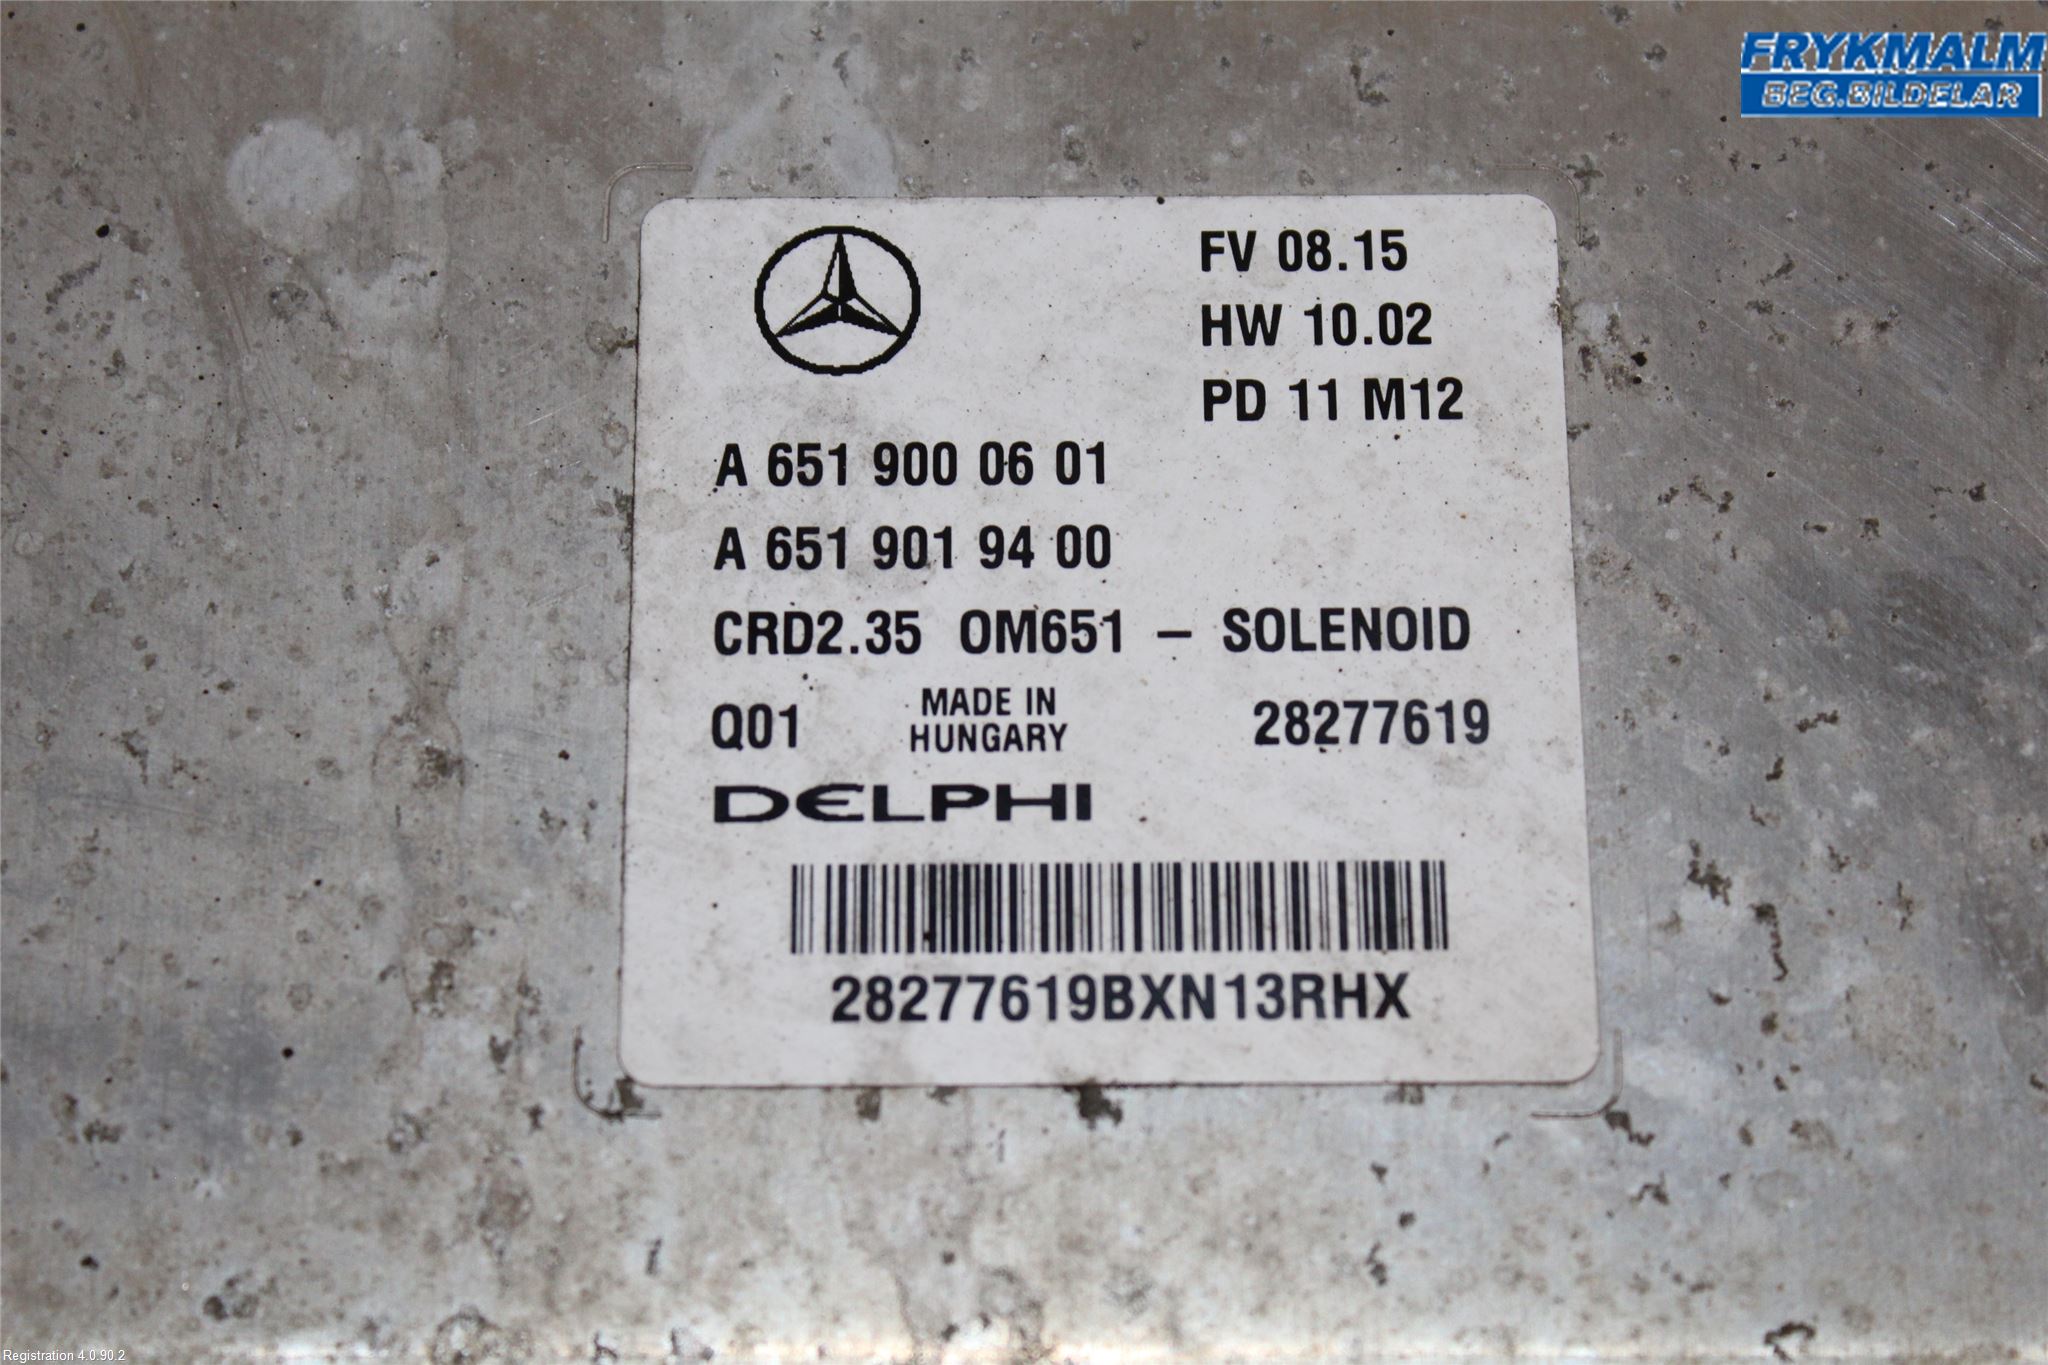 FRYKMALM
BEG.BILDELAR
FV 08.15
HW 10.02
PD 11 M12
A 651 900 06 01
A 651 901 94 00
CRD2.35 OM651 – SOLENOID
Q01 MADE IN HUNGARY 28277619
DELPHI
28277619BXN13RHX
Registration 4.0.90.2